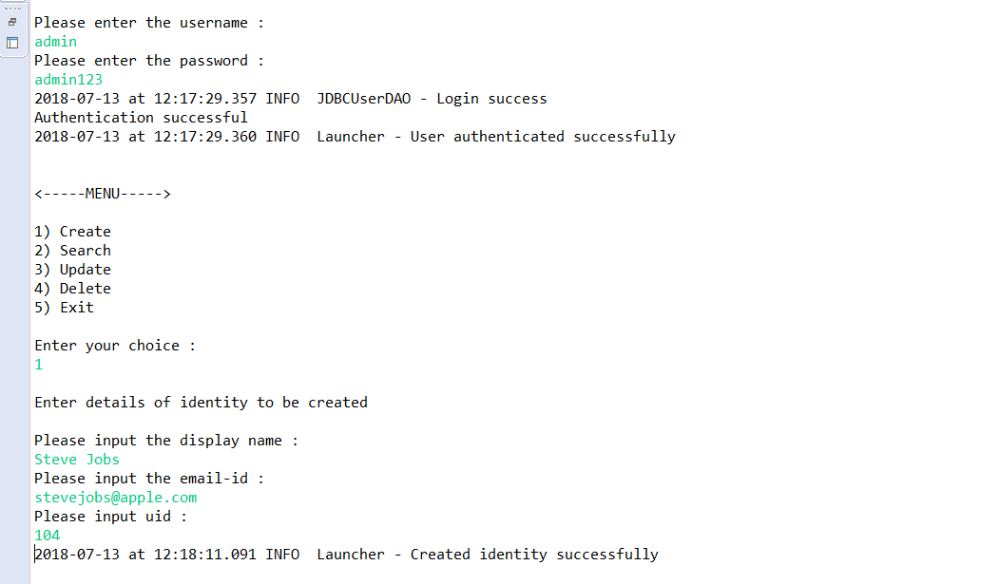 Please enter the username :
admin
Please enter the password :
admin123
2018-07-13 at 12:17:29.357 INFO  JDBCUserDAO - Login success
Authentication successful
2018-07-13 at 12:17:29.360 INFO  Launcher - User authenticated successfully
<-----MENU----->
1) Create
2) Search
3) Update
4) Delete
5) Exit
Enter your choice :
1
Enter details of identity to be created
Please input the display name :
Steve Jobs
Please input the email-id :
stevejobs@apple.com
Please input uid :
104
2018-07-13 at 12:18:11.091 INFO  Launcher - Created identity successfully